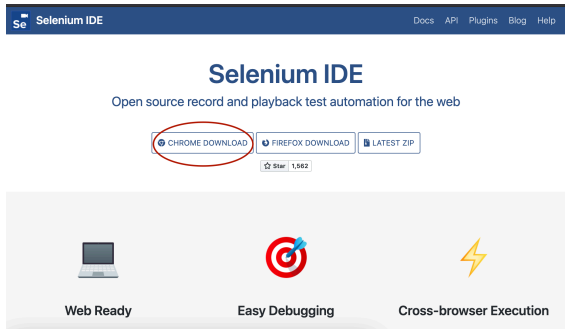 Se Selenium IDE Docs API Plugins Blog Help
Selenium IDE
Open source record and playback test automation for the web
CHROME DOWNLOAD FIREFOX DOWNLOAD LATEST ZIP
Star 1,562
Web Ready Easy Debugging Cross-browser Execution